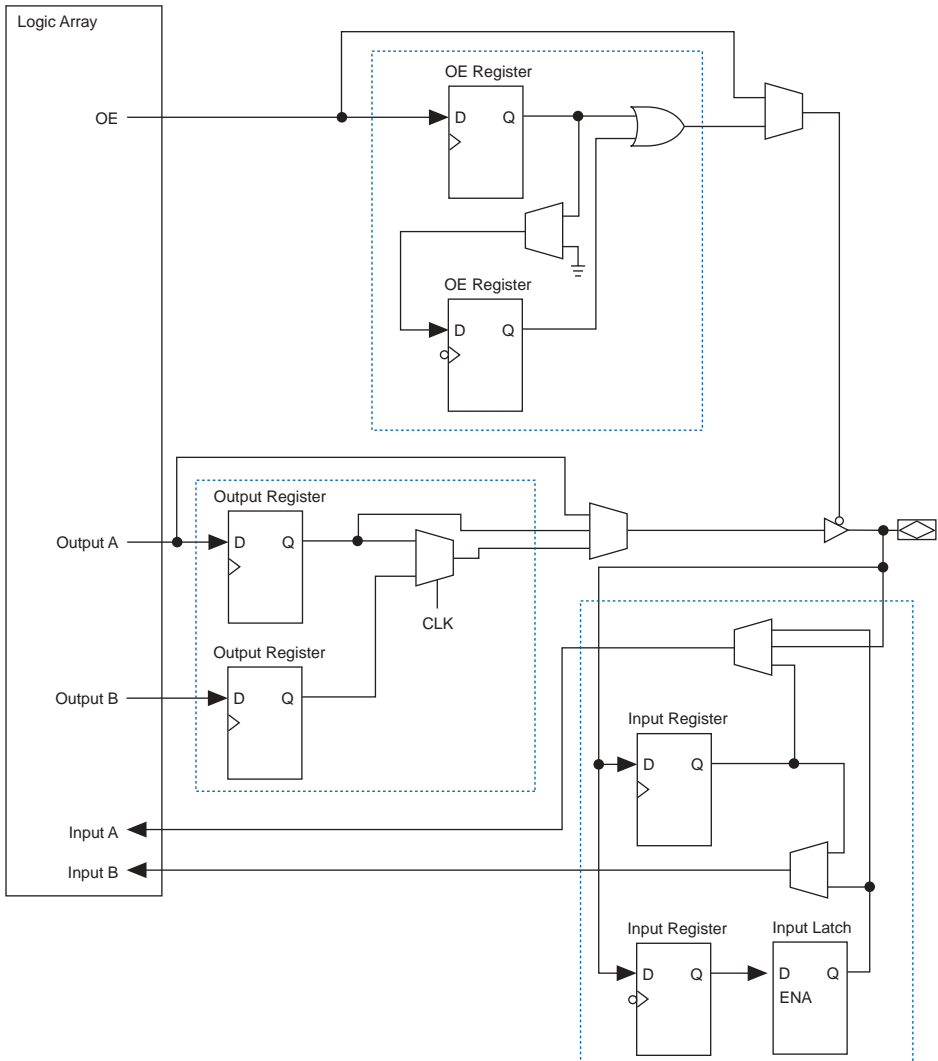 Logic Array
OE Register
OE
D Q
OE Register
D Q
Output Register
Output A
D Q
CLK
Output Register
Output B
D Q
Input Register
D Q
Input A
Input B
Input Register
Input Latch
D Q
D Q
ENA